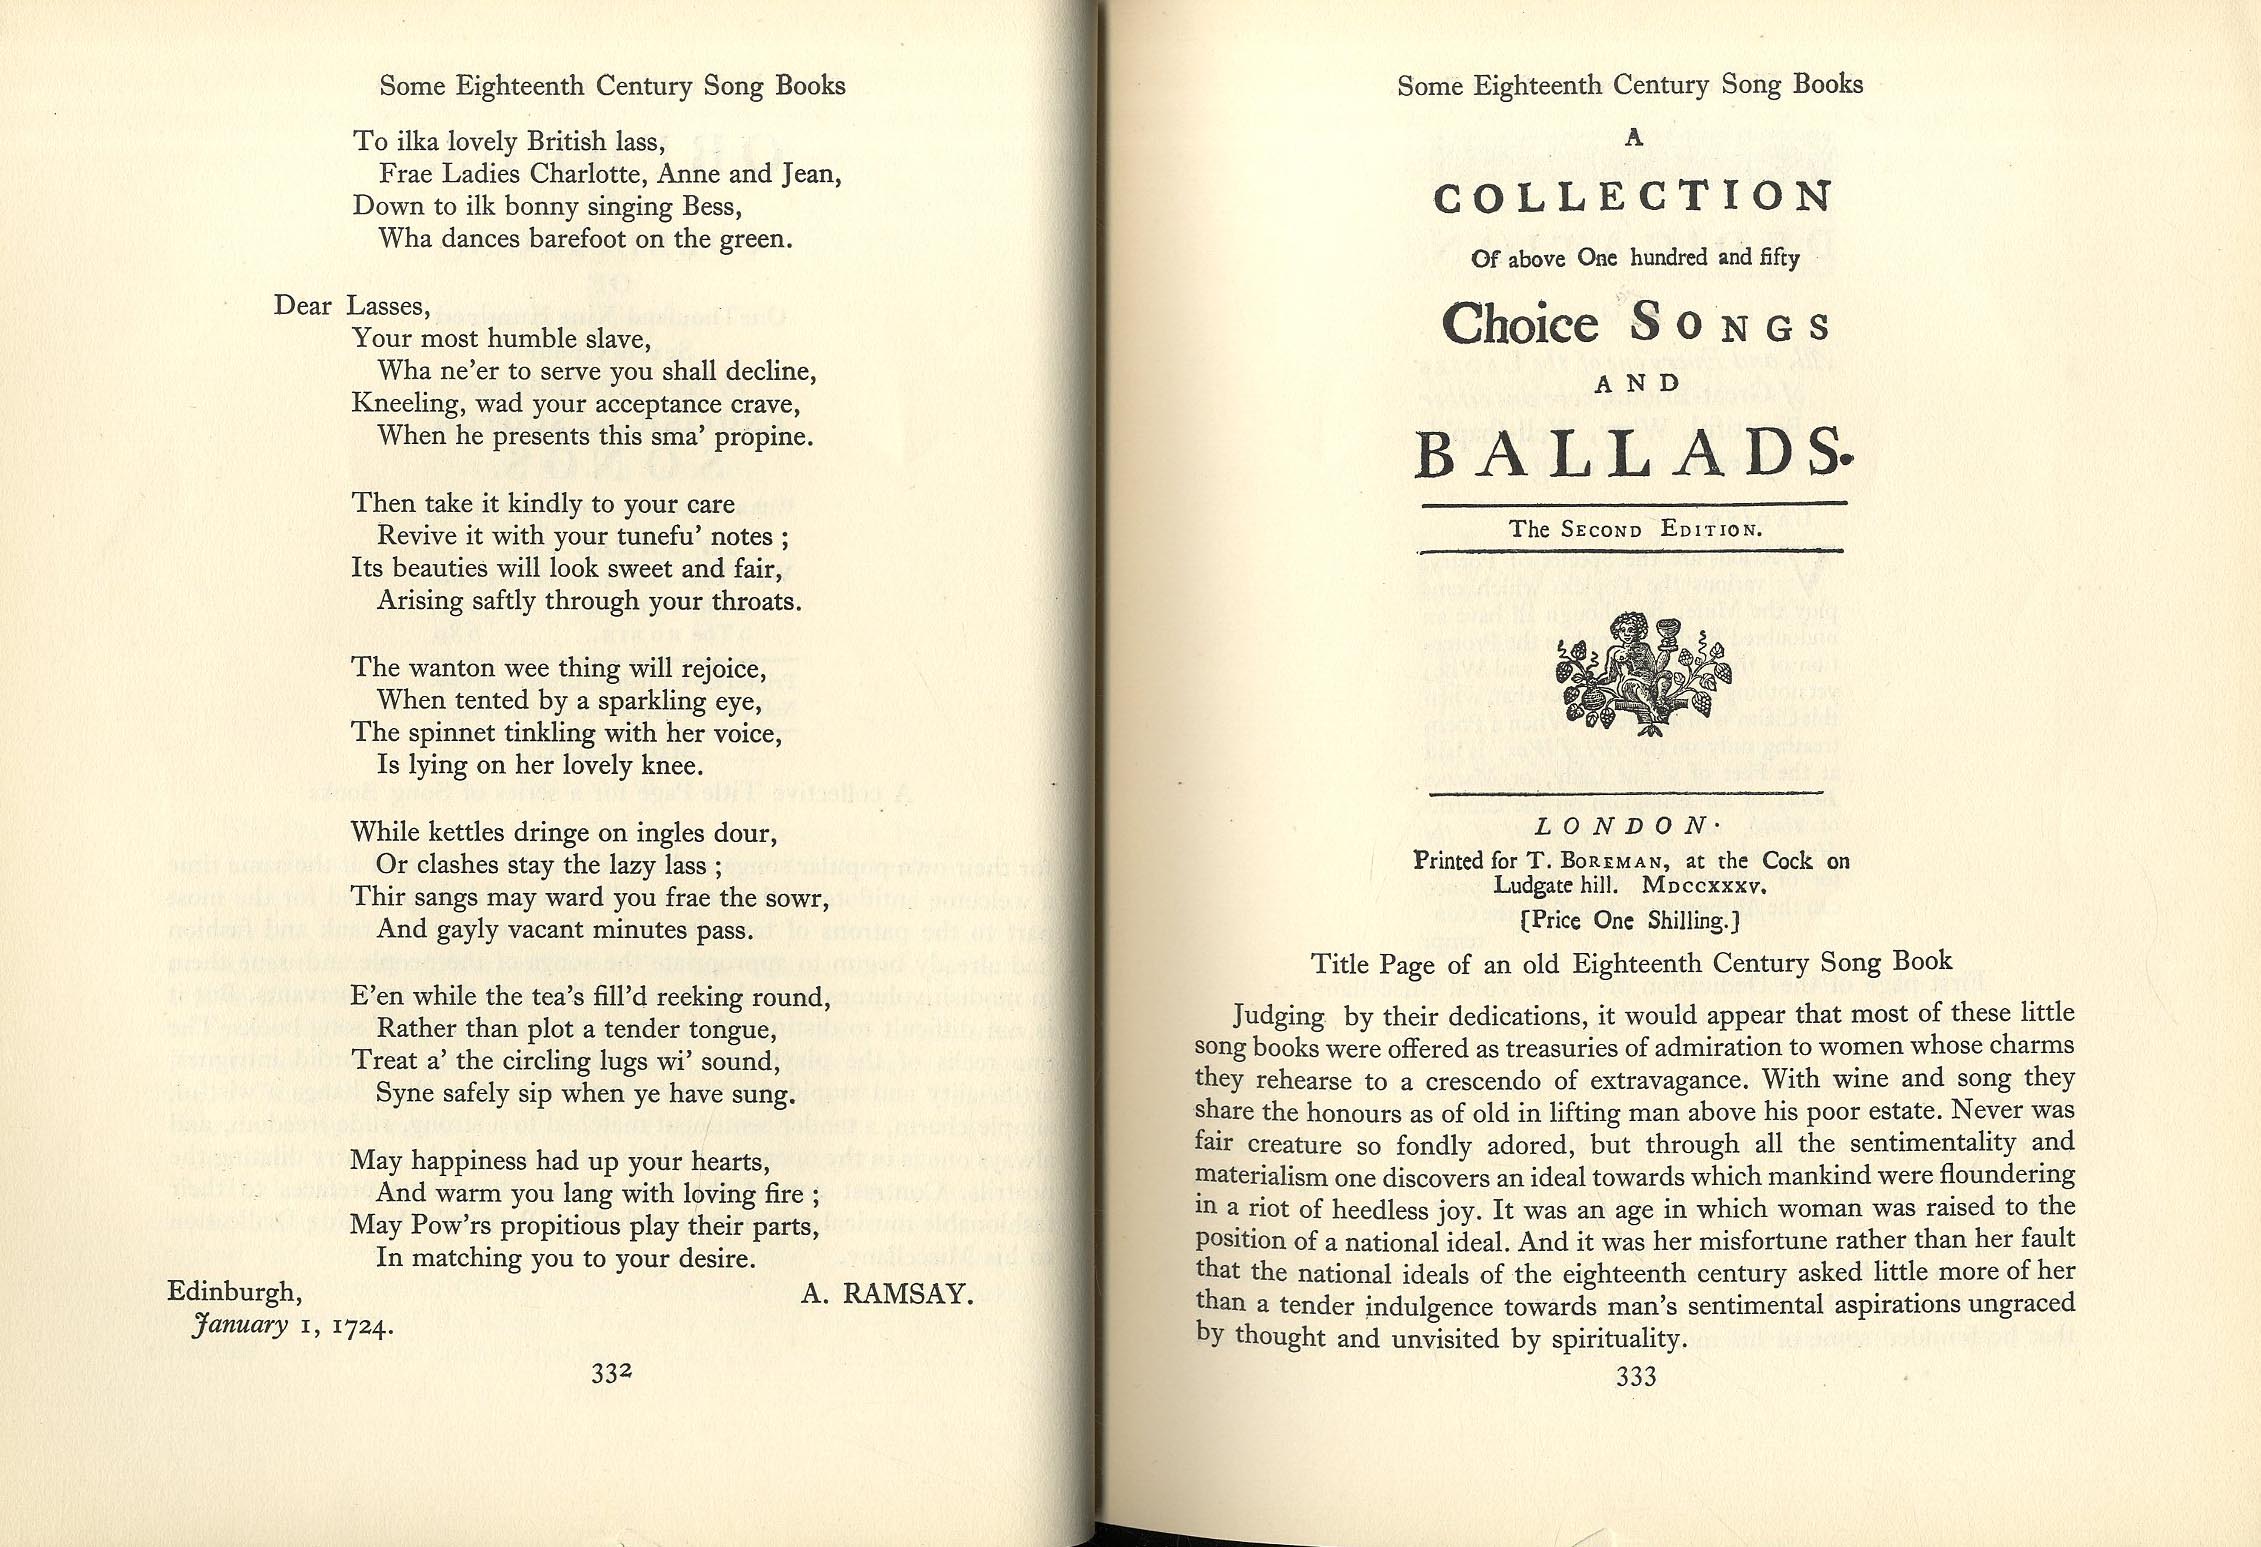 Some Eighteenth Century Song Books
To ilka lovely British lass,
Frae Ladies Charlotte, Anne and Jean,
Down to ilk bonny singing Bess,
Wha dances barefoot on the green.
Dear Lasses,
Your most humble slave,
Wha ne'er to serve you shall decline,
Kneeling, wad your acceptance crave,
When he presents this sma' propine.
Then take it kindly to your care
Revive it with your tunefu' notes ;
Its beauties will look sweet and fair,
Arising saftly through your throats.
The wanton wee thing will rejoice,
When tented by a sparkling eye,
The spinnet tinkling with her voice,
Is lying on her lovely knee.
While kettles dringe on ingles dour,
Or clashes stay the lazy lass ;
Thir sangs may ward you frae the sowr,
And gayly vacant minutes pass.
E'en while the tea's fill'd reeking round,
Rather than plot a tender tongue,
Treat a' the circling lugs wi' sound,
Syne safely sip when ye have sung.
May happiness had up your hearts,
And warm you lang with loving fire ;
May Pow'rs propitious play their parts,
In matching you to your desire.
Edinburgh, A. RAMSAY.
January 1, 1724.
332
Some Eighteenth Century Song Books
A
COLLECTION
Of above One hundred and fifty
Choice SONGS
AND
BALLADS.
The SECOND EDITION.
LONDON.
Printed for T. BOREMAN, at the Cock on
Ludgate hill. MDCCXXXV.
[Price One Shilling.]
Title Page of an old Eighteenth Century Song Book
Judging by their dedications, it would appear that most of these little
song books were offered as treasuries of admiration to women whose charms
they rehearse to a crescendo of extravagance. With wine and song they
share the honours as of old in lifting man above his poor estate. Never was
fair creature so fondly adored, but through all the sentimentality and
materialism one discovers an ideal towards which mankind were floundering
in a riot of heedless joy. It was an age in which woman was raised to the
position of a national ideal. And it was her misfortune rather than her fault
that the national ideals of the eighteenth century asked little more of her
than a tender indulgence towards man's sentimental aspirations ungraced
by thought and unvisited by spirituality.
333